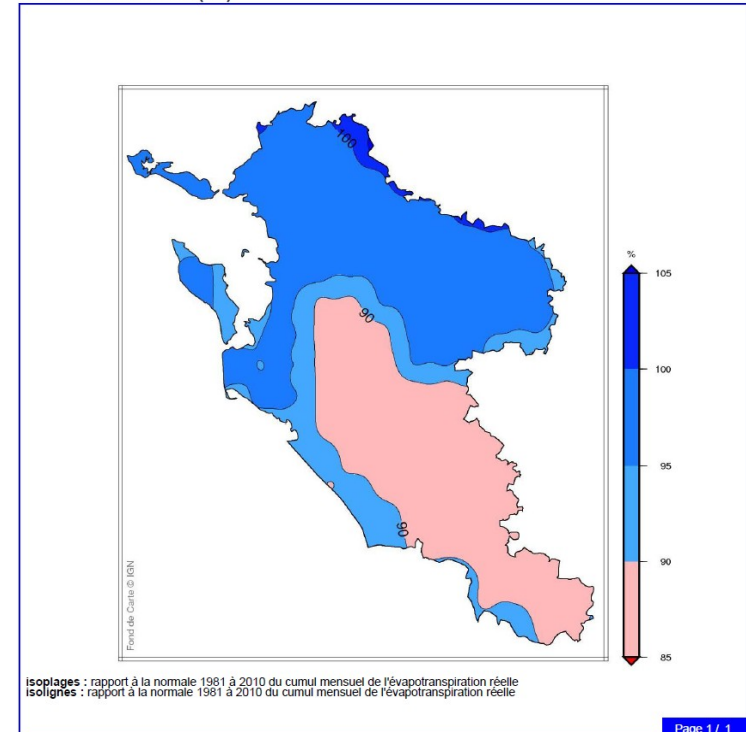 100
90
90
%
105
100
95
90
85
Fond de Carte © IGN
isoplages : rapport à la normale 1981 à 2010 du cumul mensuel de l'évapotranspiration réelle
isolignes : rapport à la normale 1981 à 2010 du cumul mensuel de l'évapotranspiration réelle
Page 1 / 1